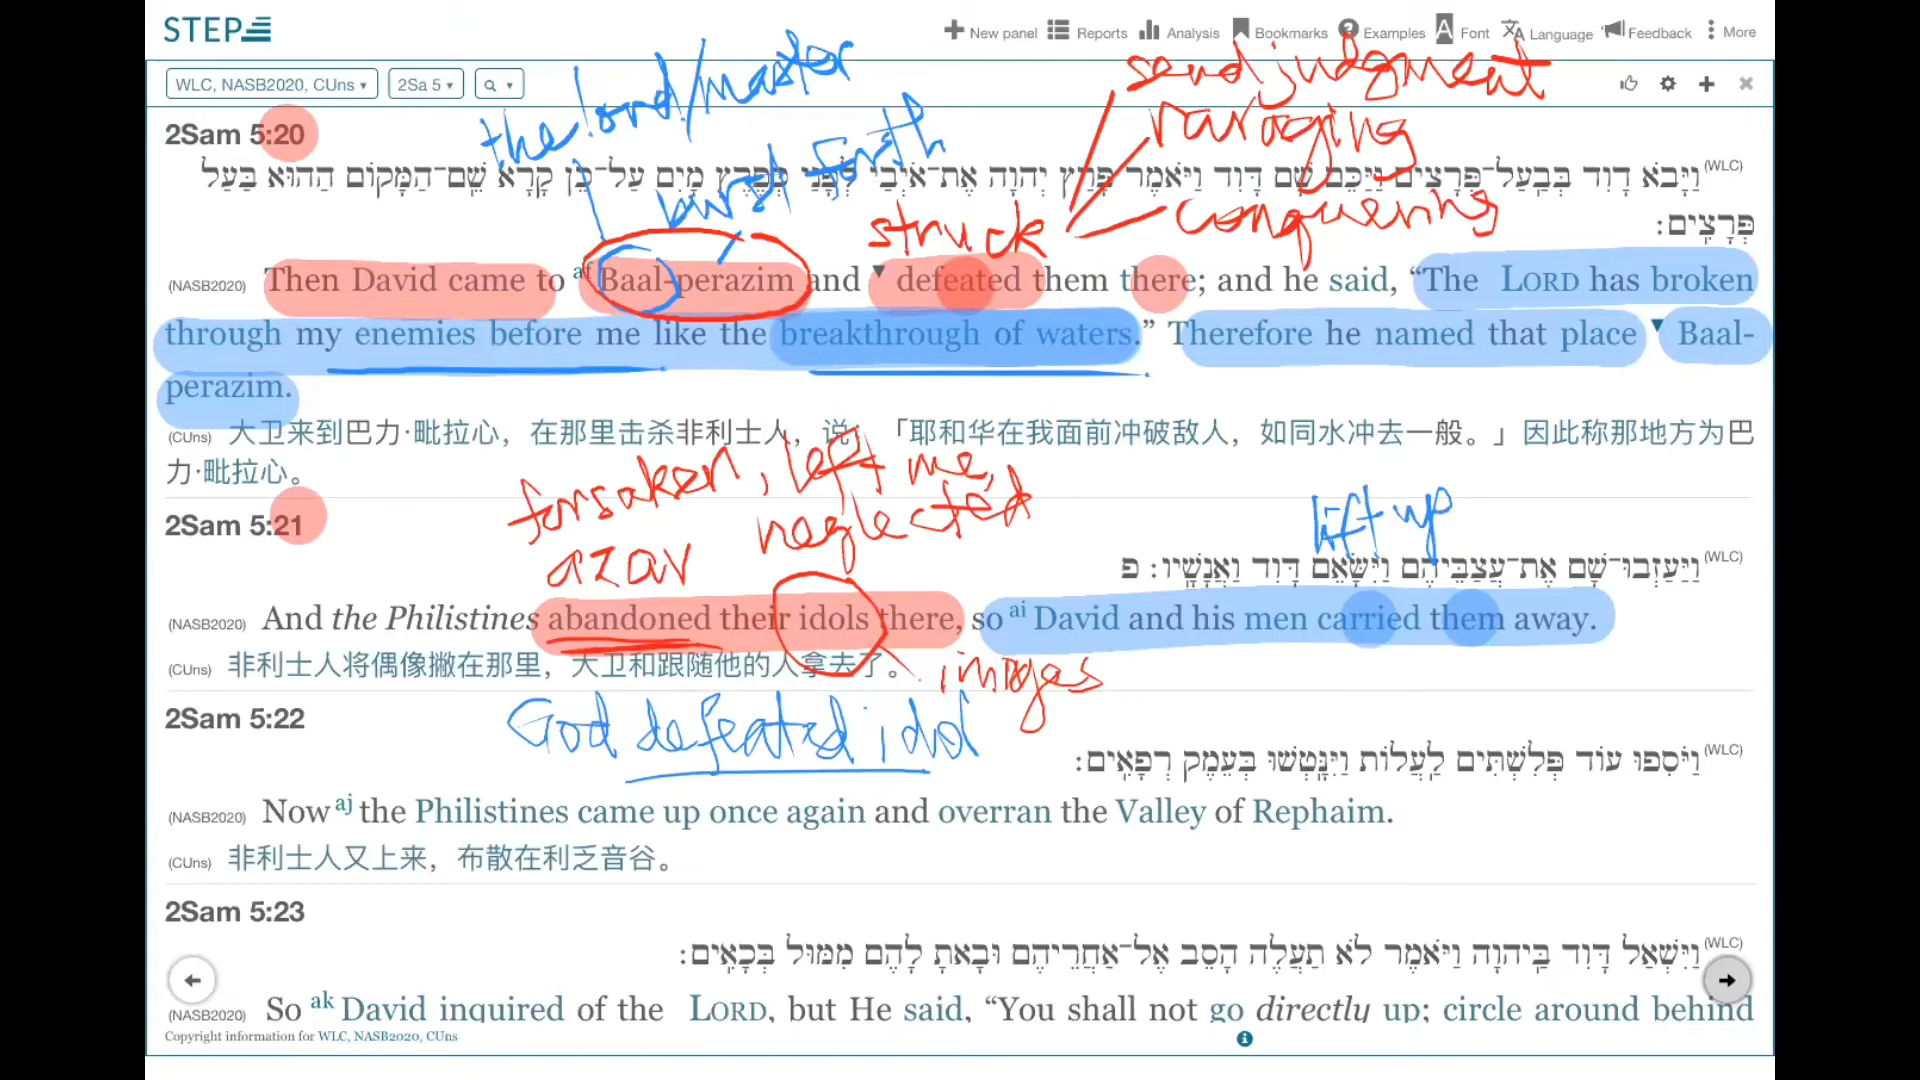 STEP
New panel Reports Analysis Bookmarks Examples Font Language Feedback More
WLC, NASB2020, CUns 2Sa 5
the lord/master
send judgment
ravaging
conquering
burst forth
struck
2Sam 5:20
(WLC) וַיָּבֹא דָוִד בְּבַֽעַל־פְּרָצִים וַיַּכֵּם שָׁם דָּוִד וַיֹּאמֶר פָּרַץ יְהוָה אֶת־אֹיְבַי לְפָנַי כְּפֶרֶץ מָיִם עַל־כֵּן קָרָא שֵֽׁם־הַמָּקוֹם הַהוּא בַּעַל
פְּרָצִֽים׃
(NASB2020) Then David came to af Baal-perazim and defeated them there; and he said, “The LORD has broken
through my enemies before me like the breakthrough of waters.” Therefore he named that place Baal-
perazim.
(CUns) 大卫来到巴力·毗拉心，在那里击杀非利士人，说：「耶和华在我面前冲破敌人，如同水冲去一般。」因此称那地方为巴
力·毗拉心。
forsaken, left me,
neglected
azav
lift up
2Sam 5:21
(WLC) וַיַּעַזְבוּ־שָׁם אֶת־עֲצַבֵּיהֶם וַיִּשָּׂאֵם דָּוִד וַאֲנָשָֽׁיו׃ פ
(NASB2020) And the Philistines abandoned their idols there, so ai David and his men carried them away.
(CUns) 非利士人将偶像撇在那里，大卫和跟随他的人拿去了。
images
God defeated idol
2Sam 5:22
(WLC) וַיֹּסִפוּ עוֹד פְּלִשְׁתִּים לַֽעֲלוֹת וַיִּנָּטְשׁוּ בְּעֵמֶק רְפָאִֽים׃
(NASB2020) Now aj the Philistines came up once again and overran the Valley of Rephaim.
(CUns) 非利士人又上来，布散在利乏音谷。
2Sam 5:23
(WLC) וַיִּשְׁאַל דָּוִד בַּֽיהוָה וַיֹּאמֶר לֹא תַעֲלֶה הָסֵב אֶל־אַחֲרֵיהֶם וּבָאתָ לָהֶם מִמּוּל בְּכָאִֽים׃
(NASB2020) So ak David inquired of the LORD, but He said, “You shall not go directly up; circle around behind
Copyright information for WLC, NASB2020, CUns